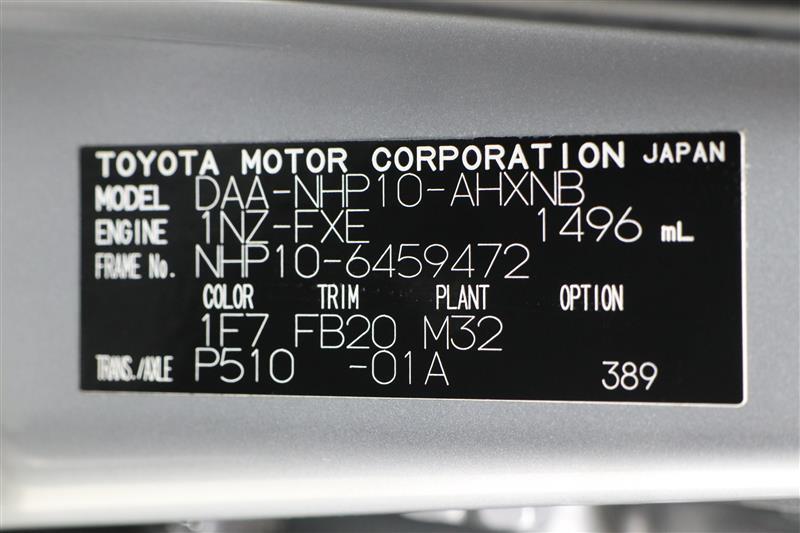 TOYOTA MOTOR CORPORATION JAPAN
MODEL DAA-NHP10-AHXNB
ENGINE 1NZ-FXE 1496 mL
FRAME No. NHP10-6459472
COLOR TRIM PLANT OPTION
1F7 FB20 M32
TRANS./AXLE P510 -01A 389